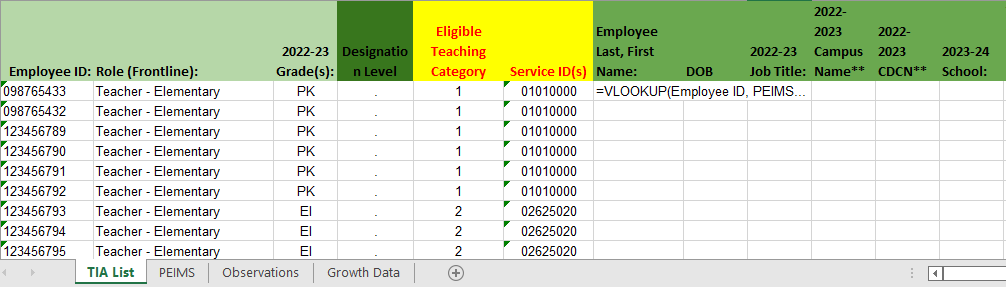 Employee ID: Role (Frontline): 2022-23 Grade(s): Designatio n Level Eligible Teaching Category Service ID(s) Employee Last, First Name: DOB 2022-23 Job Title: 2022-2023 Campus Name** 2022-2023 CDCN** 2023-24 School:
098765433 Teacher - Elementary PK . 1 01010000 =VLOOKUP(Employee ID, PEIMS...
098765432 Teacher - Elementary PK . 1 01010000
123456789 Teacher - Elementary PK . 1 01010000
123456790 Teacher - Elementary PK . 1 01010000
123456791 Teacher - Elementary PK . 1 01010000
123456792 Teacher - Elementary PK . 1 01010000
123456793 Teacher - Elementary EI . 2 02625020
123456794 Teacher - Elementary EI . 2 02625020
123456795 Teacher - Elementary EI . 2 02625020
TIA List PEIMS Observations Growth Data